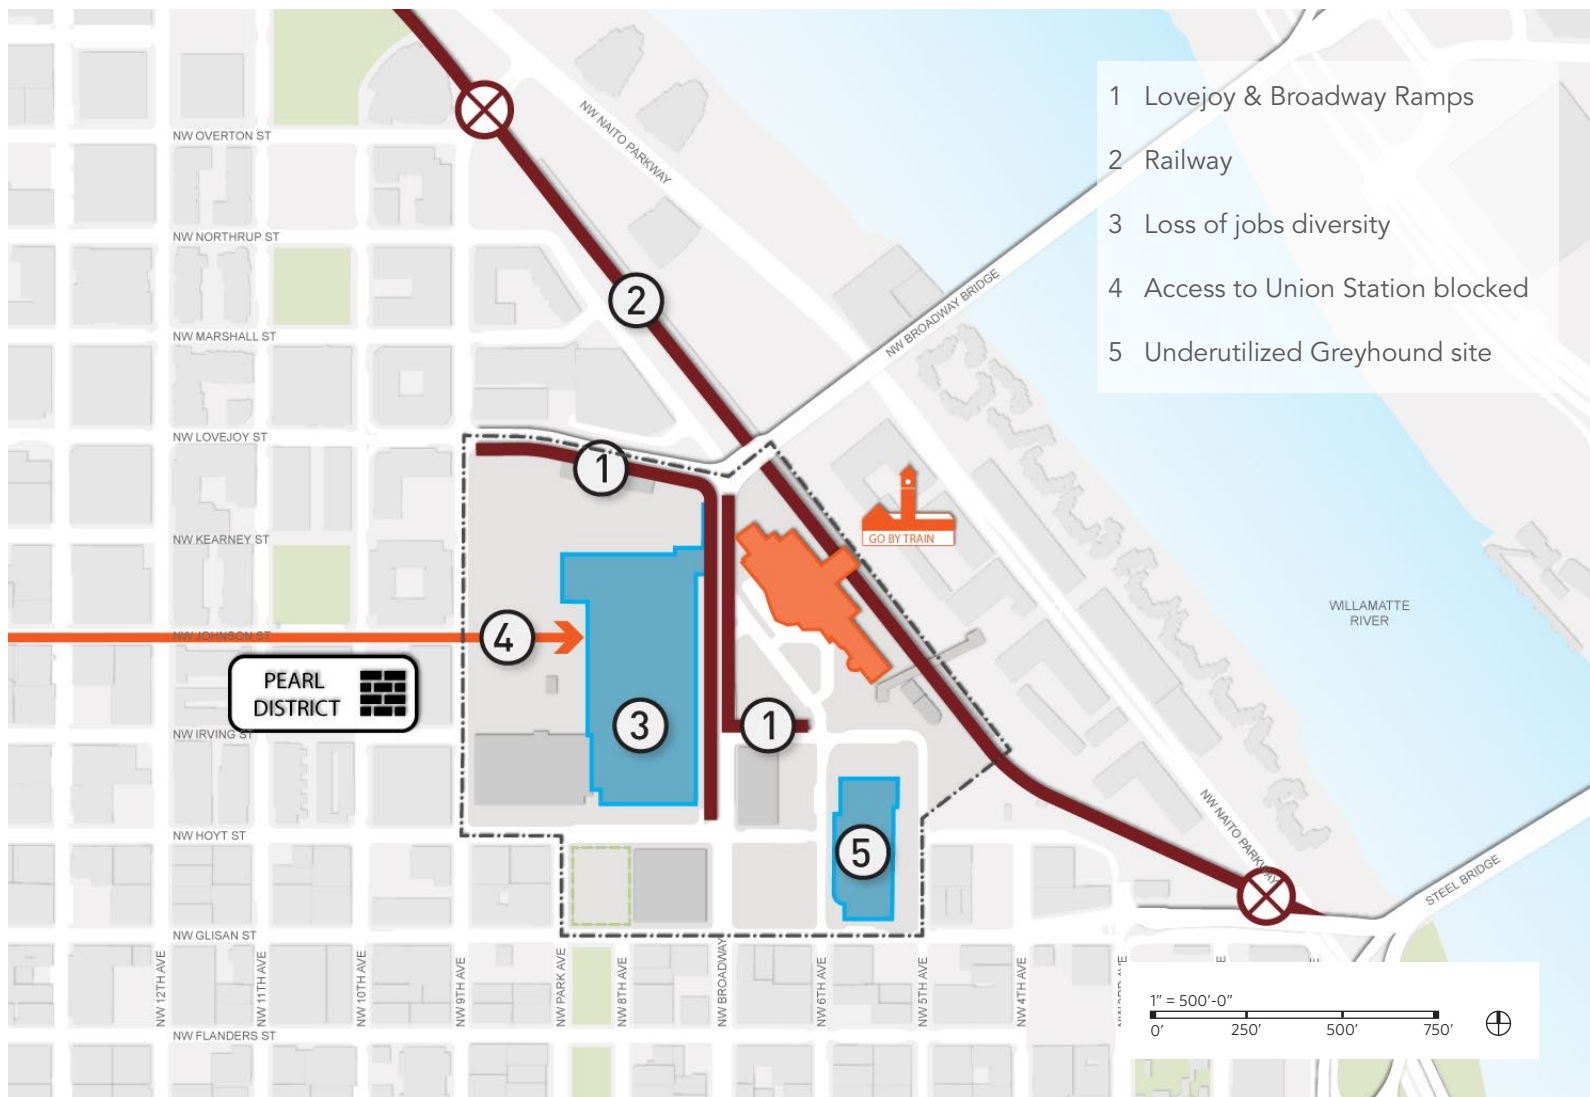 1 Lovejoy & Broadway Ramps
2 Railway
3 Loss of jobs diversity
4 Access to Union Station blocked
5 Underutilized Greyhound site
NW OVERTON ST
NW NAITO PARKWAY
NW NORTHRUP ST
2
NW BROADWAY BRIDGE
NW MARSHALL ST
NW LOVEJOY ST
1
GO BY TRAIN
NW KEARNEY ST
WILLAMATTE
RIVER
NW JOHNSON ST
4
PEARL
DISTRICT
3
1
NW IRVING ST
NW HOYT ST
5
NW NAITO PARKWAY
STEEL BRIDGE
NW GLISAN ST
NW 12TH AVE
NW 11TH AVE
NW 10TH AVE
NW 9TH AVE
NW PARK AVE
NW 8TH AVE
NW BROADWAY
NW 6TH AVE
NW 5TH AVE
NW 4TH AVE
NW 3RD AVE
NW FLANDERS ST
1" = 500'-0"
0' 250' 500' 750'